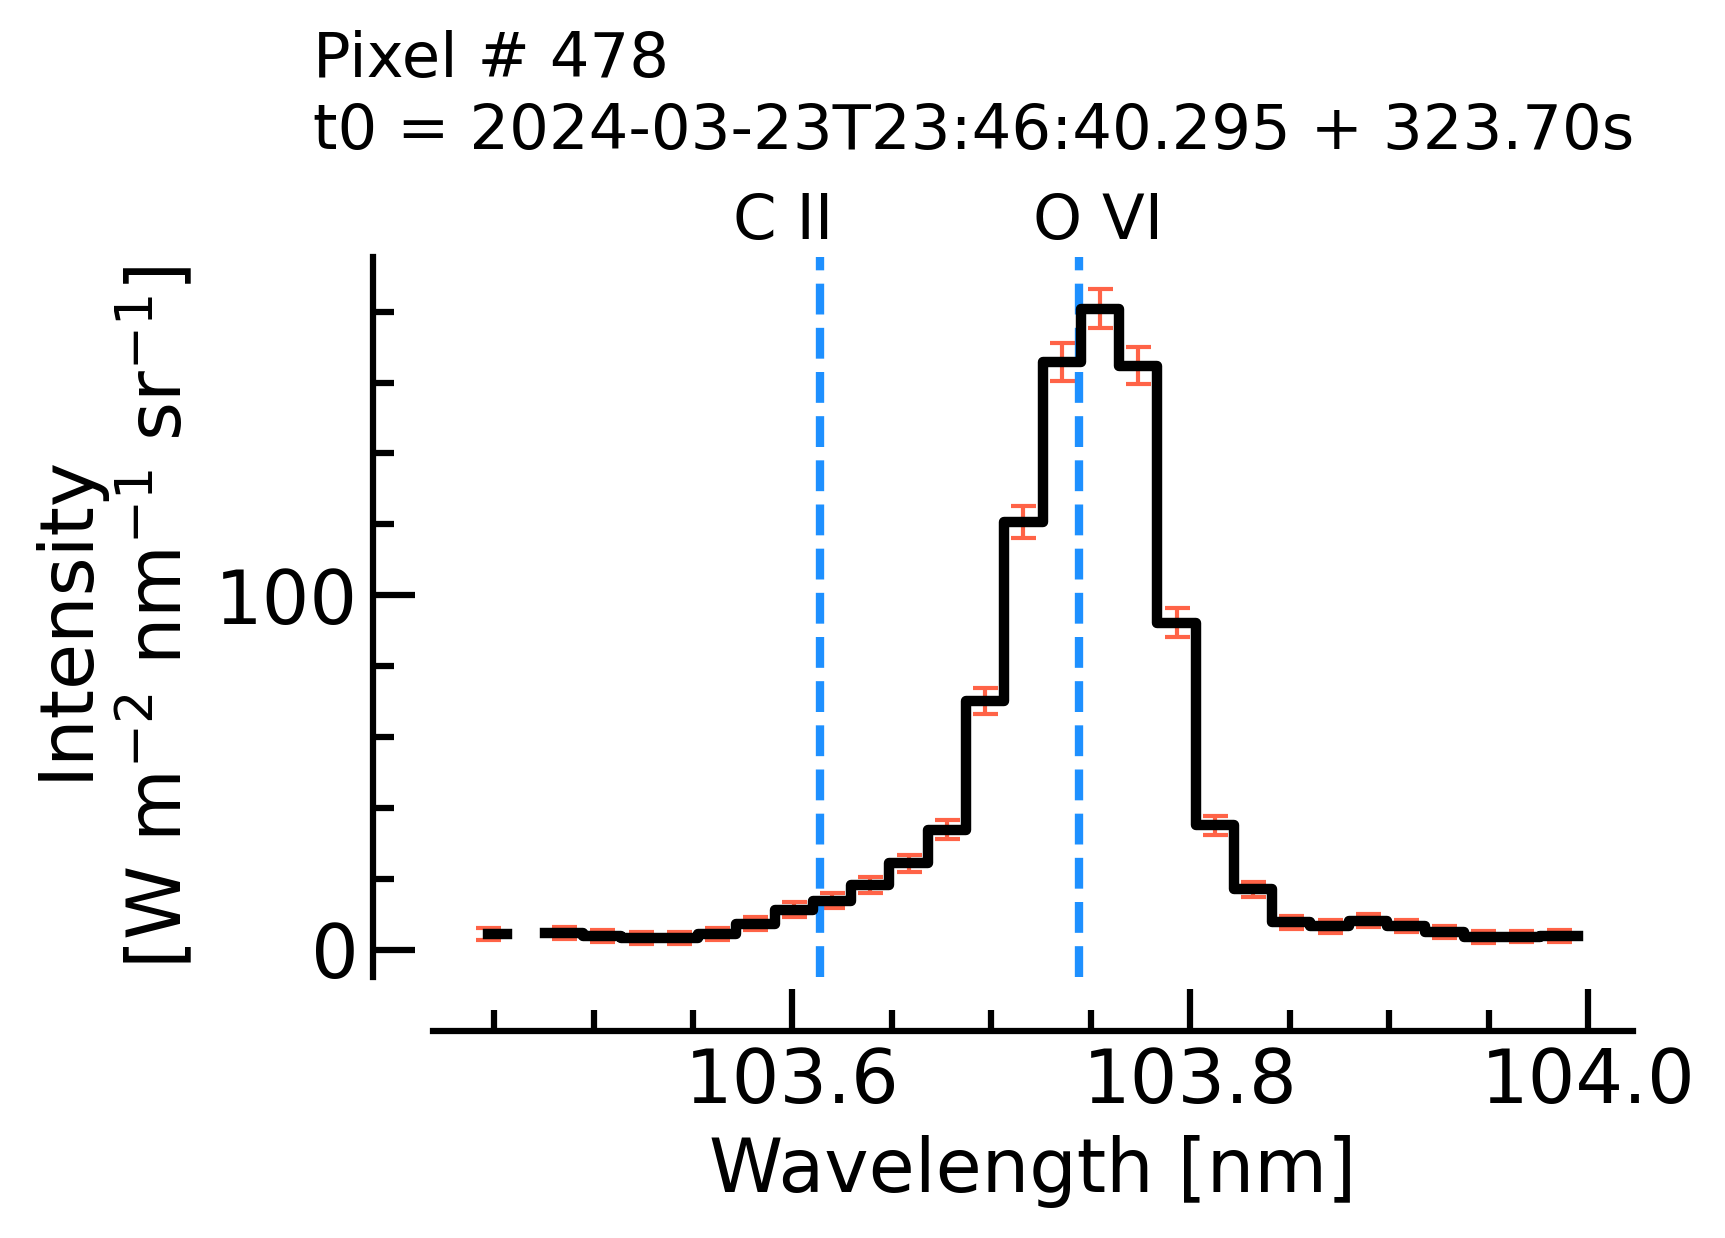 Pixel # 478
t0 = 2024-03-23T23:46:40.295 + 323.70s
C II
O VI
Intensity
[W m⁻² nm⁻¹ sr⁻¹]
100
0
103.6
103.8
104.0
Wavelength [nm]